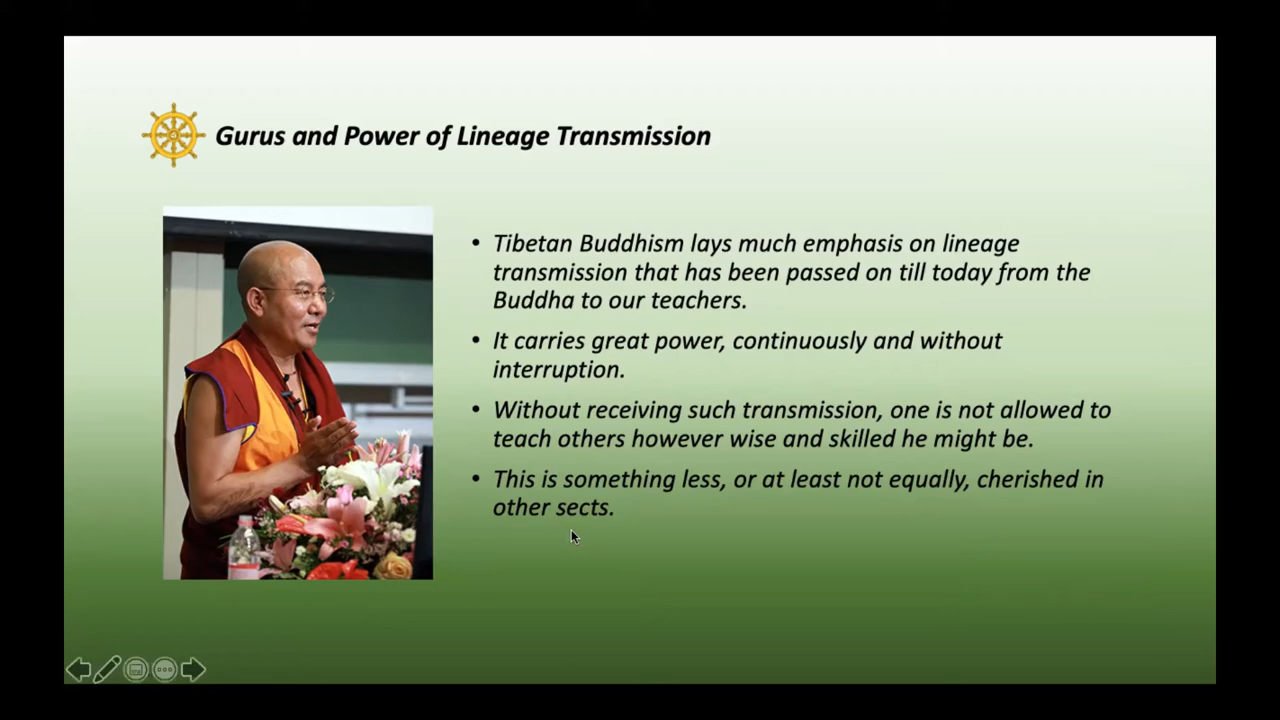 Gurus and Power of Lineage Transmission
• Tibetan Buddhism lays much emphasis on lineage
transmission that has been passed on till today from the
Buddha to our teachers.
• It carries great power, continuously and without
interruption.
• Without receiving such transmission, one is not allowed to
teach others however wise and skilled he might be.
• This is something less, or at least not equally, cherished in
other sects.